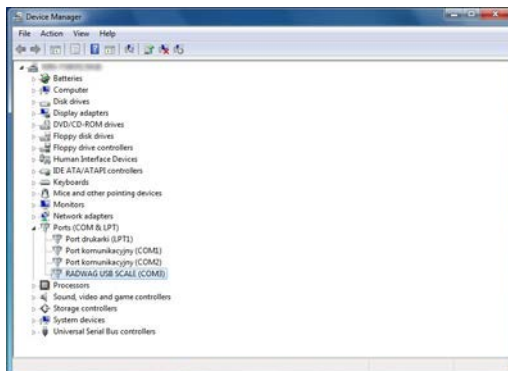 Device Manager
File Action View Help
Batteries
Computer
Disk drives
Display adapters
DVD/CD-ROM drives
Floppy disk drives
Floppy drive controllers
Human Interface Devices
IDE ATA/ATAPI controllers
Keyboards
Mice and other pointing devices
Monitors
Network adapters
Ports (COM & LPT)
Port drukarki (LPT1)
Port komunikacyjny (COM1)
Port komunikacyjny (COM2)
RADWAG USB SCALE (COM3)
Processors
Sound, video and game controllers
Storage controllers
System devices
Universal Serial Bus controllers